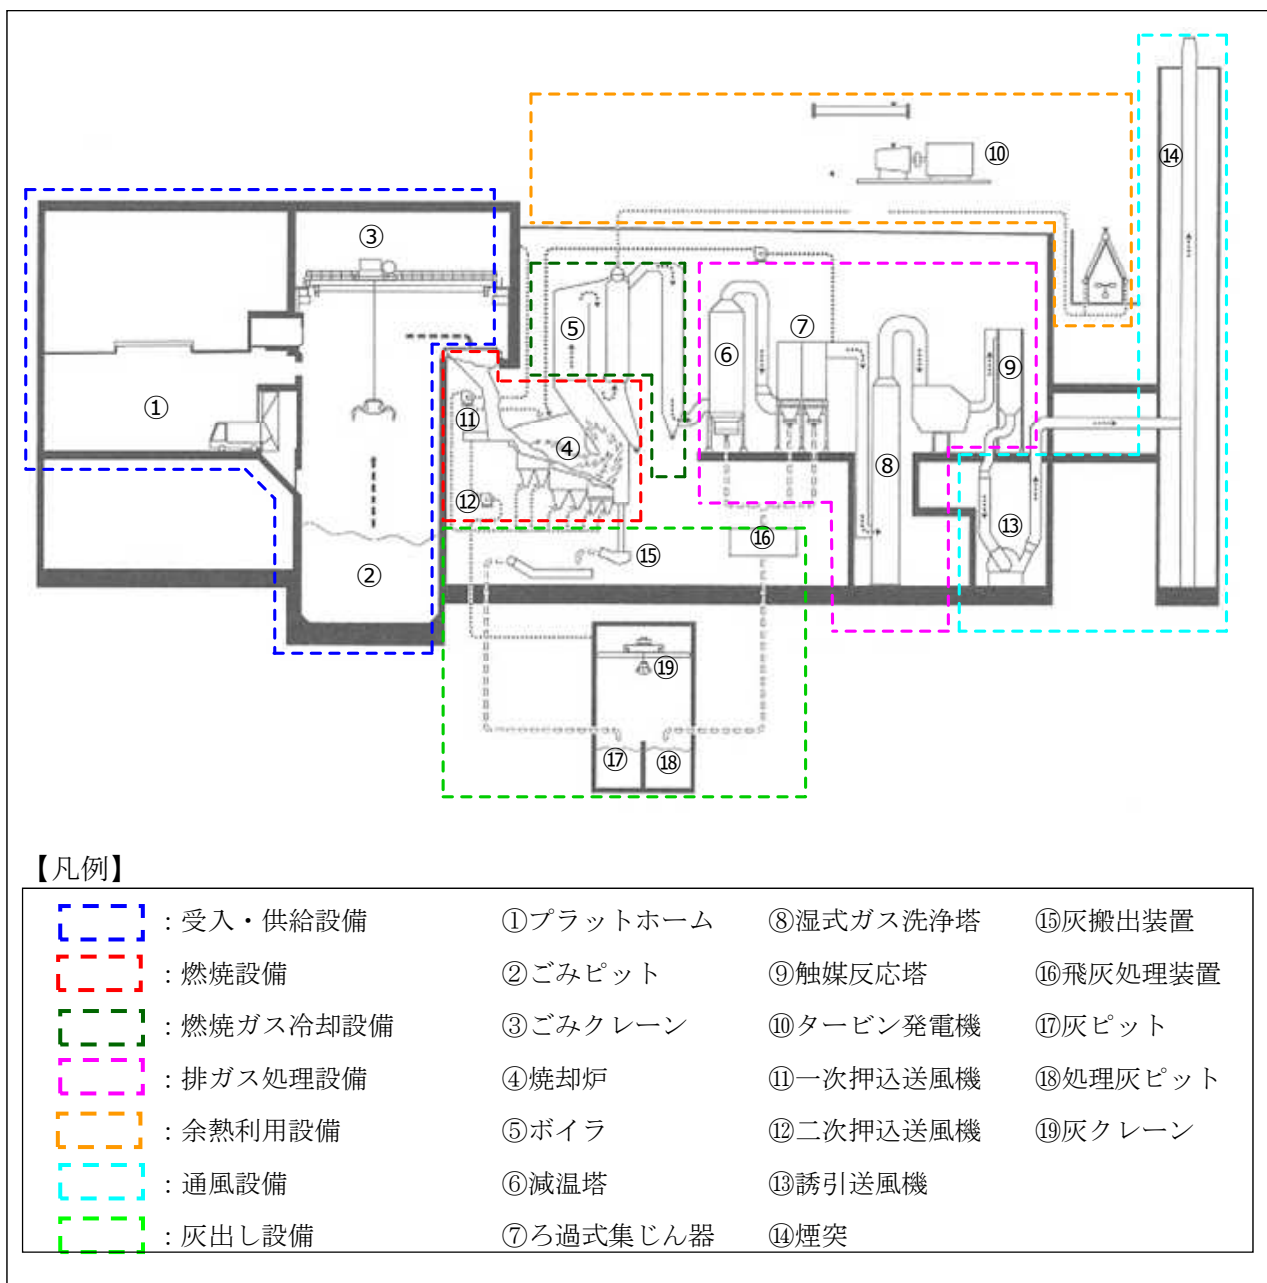 ⑭
⑩
③
⑤
⑦
⑥
⑨
①
⑪
④
⑧
⑫
⑬
⑯
⑮
②
⑲
⑰
⑱
【凡例】
：受入・供給設備 ①プラットホーム ⑧湿式ガス洗浄塔 ⑮灰搬出装置
：燃焼設備 ②ごみピット ⑨触媒反応塔 ⑯飛灰処理装置
：燃焼ガス冷却設備 ③ごみクレーン ⑩タービン発電機 ⑰灰ピット
：排ガス処理設備 ④焼却炉 ⑪一次押込送風機 ⑱処理灰ピット
：余熱利用設備 ⑤ボイラ ⑫二次押込送風機 ⑲灰クレーン
：通風設備 ⑥減温塔 ⑬誘引送風機
：灰出し設備 ⑦ろ過式集じん器 ⑭煙突